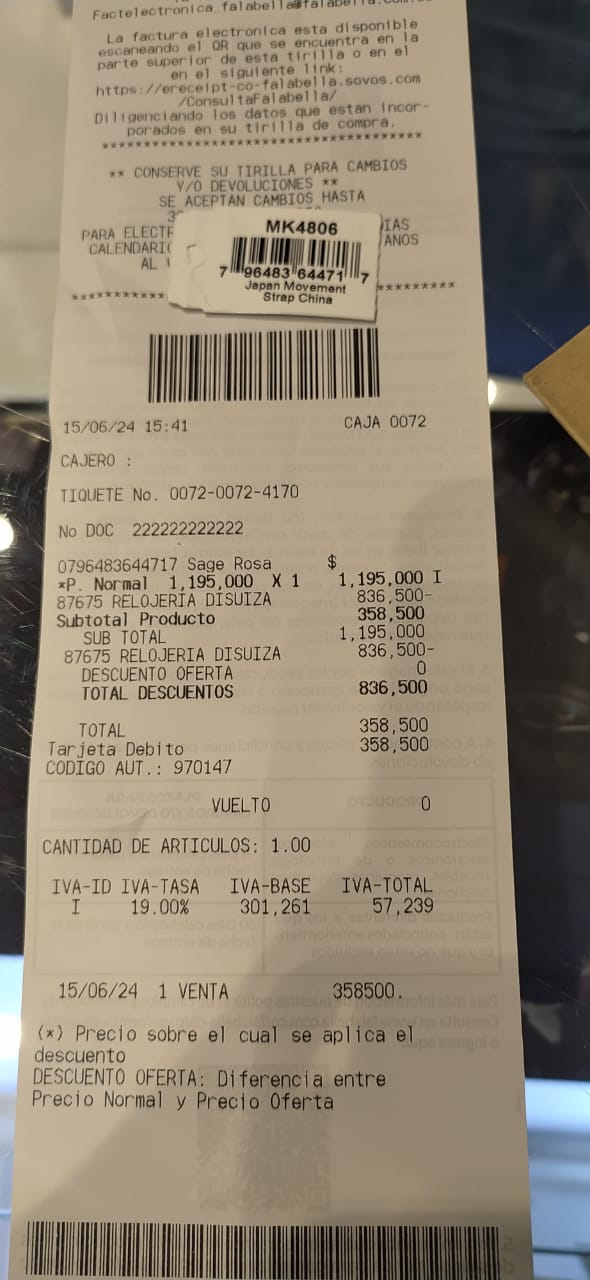 Factelectronica_falabella@falabella.com.co
La factura electronica esta disponible
escaneando el QR que se encuentra en la
parte superior de esta tirilla o en el
en el siguiente link:
https://ereceipt-co-falabella.sovos.com
/ConsultaFalabella/
Diligenciando los datos que estan incor-
porados en su tirilla de compra.
****************************************
** CONSERVE SU TIRILLA PARA CAMBIOS
Y/O DEVOLUCIONES **
SE ACEPTAN CAMBIOS HASTA
PARA
CALENDARIO
AL
MK4806
7 96483 64471 7
Japan Movement
Strap China
15/06/24 15:41 CAJA 0072
CAJERO :
TIQUETE No. 0072-0072-4170
No DOC 222222222222
0796483644717 Sage Rosa $
*P. Normal 1,195,000 X 1 1,195,000 I
87675 RELOJERIA DISUIZA 836,500-
Subtotal Producto 358,500
SUB TOTAL 1,195,000
87675 RELOJERIA DISUIZA 836,500-
DESCUENTO OFERTA 0
TOTAL DESCUENTOS 836,500
TOTAL 358,500
Tarjeta Debito 358,500
CODIGO AUT.: 970147
VUELTO 0
CANTIDAD DE ARTICULOS: 1.00
IVA-ID IVA-TASA IVA-BASE IVA-TOTAL
I 19.00% 301,261 57,239
15/06/24 1 VENTA 358500.
(*) Precio sobre el cual se aplica el
descuento
DESCUENTO OFERTA: Diferencia entre
Precio Normal y Precio Oferta